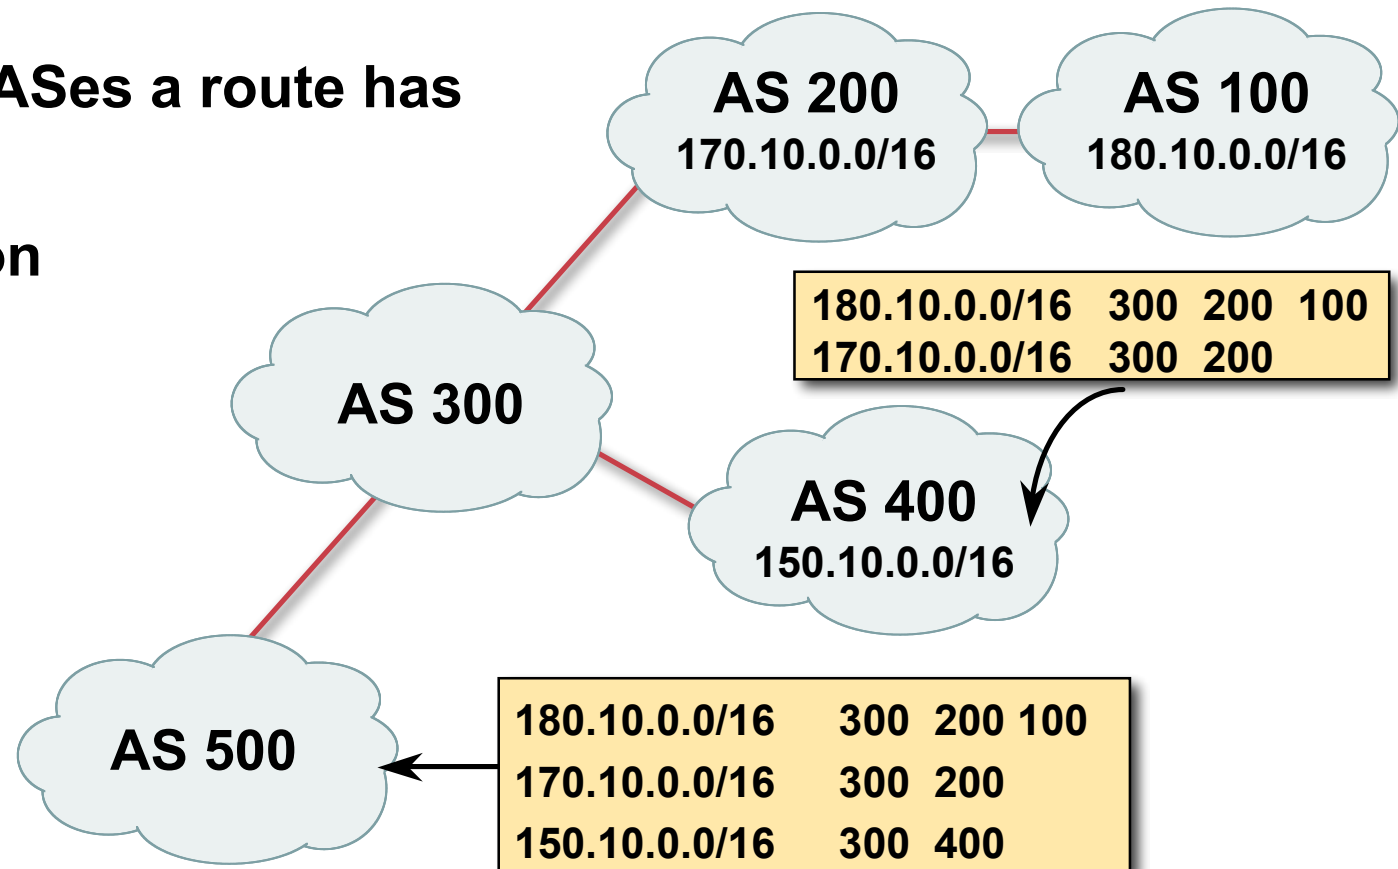 ASes a route has
on
AS 200
170.10.0.0/16
AS 100
180.10.0.0/16
180.10.0.0/16 300 200 100
170.10.0.0/16 300 200
AS 300
AS 400
150.10.0.0/16
AS 500
180.10.0.0/16 300 200 100
170.10.0.0/16 300 200
150.10.0.0/16 300 400